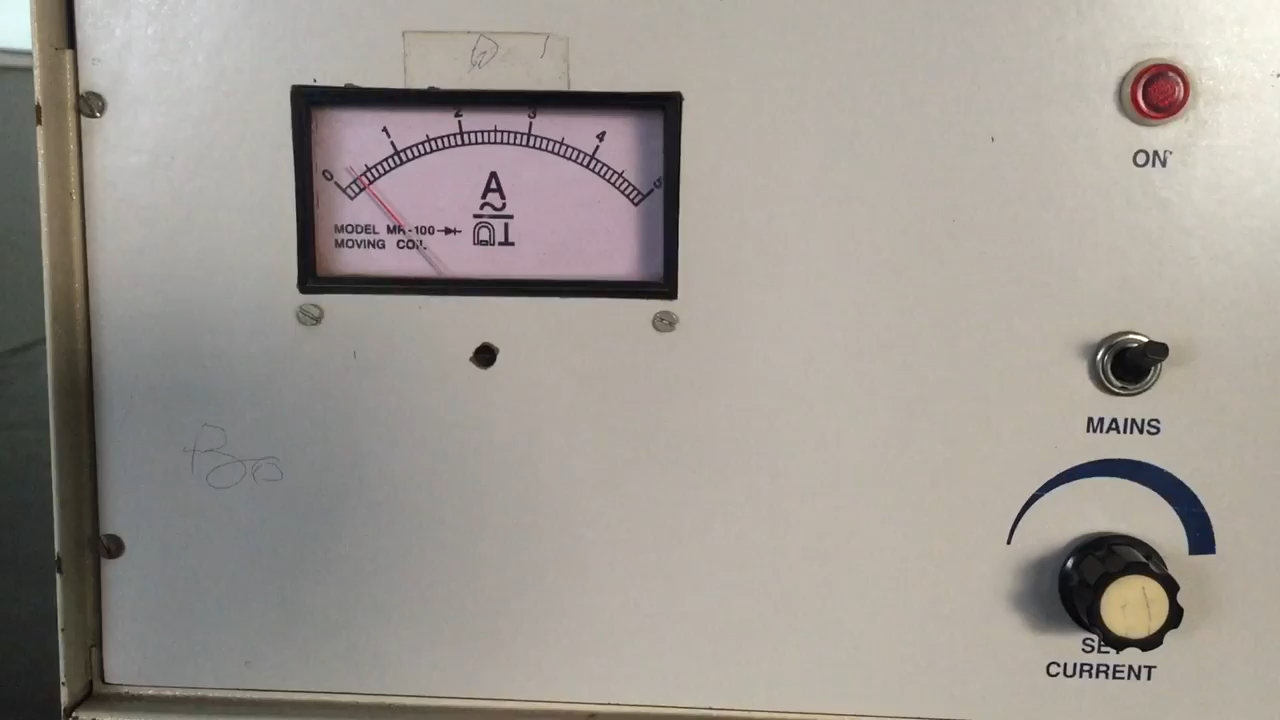 0 1 2 3 4 5
A
MODEL MR-100
MOVING COIL
ON
MAINS
SET
CURRENT